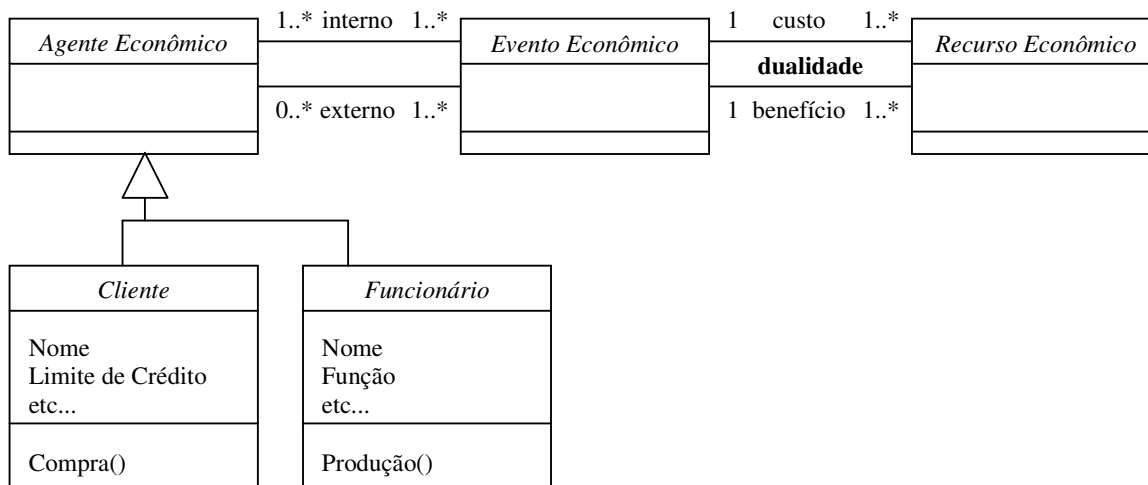 1..* interno 1..*
1 custo 1..*
Agente Econômico
Evento Econômico
Recurso Econômico
dualidade
0..* externo 1..*
1 benefício 1..*
Cliente
Nome
Limite de Crédito
etc...
Compra()
Funcionário
Nome
Função
etc...
Produção()